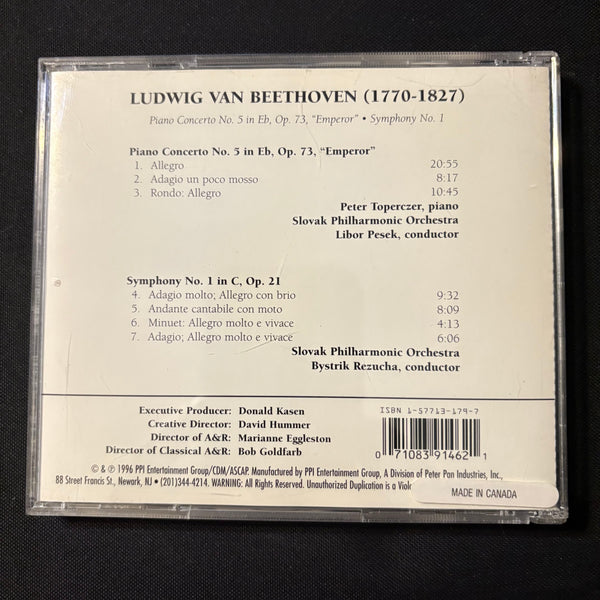 LUDWIG VAN BEETHOVEN (1770-1827)
Piano Concerto No. 5 in Eb, Op. 73, “Emperor” • Symphony No. 1
Piano Concerto No. 5 in Eb, Op. 73, “Emperor”
1. Allegro 20:55
2. Adagio un poco mosso 8:17
3. Rondo: Allegro 10:45
Peter Toperczer, piano
Slovak Philharmonic Orchestra
Libor Pesek, conductor
Symphony No. 1 in C, Op. 21
4. Adagio molto; Allegro con brio 9:32
5. Andante cantabile con moto 8:09
6. Minuet: Allegro molto e vivace 4:13
7. Adagio; Allegro molto e vivace 6:06
Slovak Philharmonic Orchestra
Bystrik Rezucha, conductor
Executive Producer: Donald Kasen
Creative Director: David Hummer
Director of A&R: Marianne Eggleston
Director of Classical A&R: Bob Goldfarb
ISBN 1-57713-179-7
0 71083 91462 1
© & ℗ 1996 PPI Entertainment Group/CDM/ASCAP. Manufactured by PPI Entertainment Group, A Division of Peter Pan Industries, Inc.,
88 Street Francis St., Newark, NJ • (201)344-4214. WARNING: All Rights Reserved. Unauthorized Duplication is a Viola
MADE IN CANADA